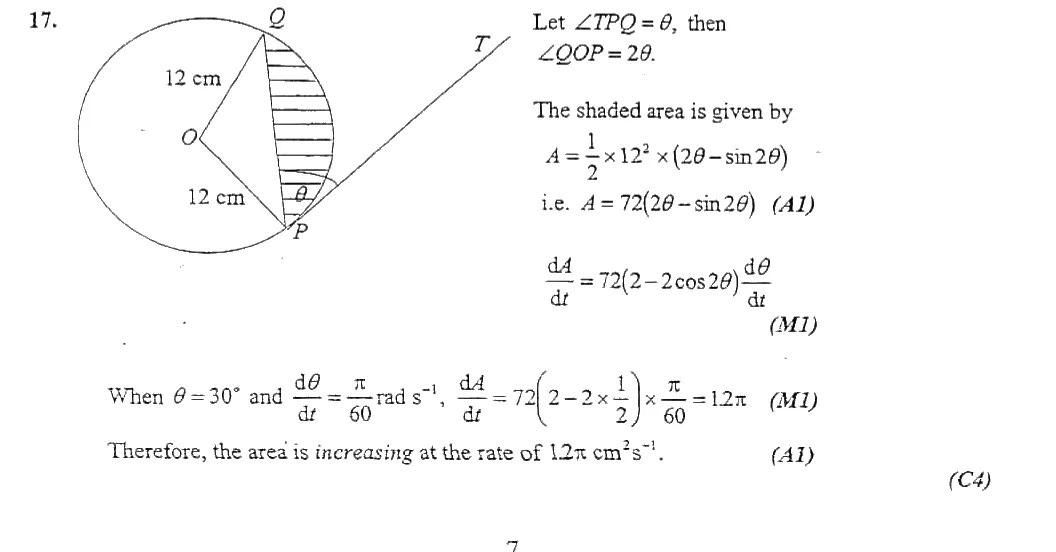 17.
Q
T
12 cm
O
12 cm
θ
P
Let ∠TPQ = θ, then
∠QOP = 2θ.
The shaded area is given by
A = 1/2 × 12² × (2θ – sin 2θ)
i.e. A = 72(2θ – sin 2θ) (A1)
dA/dt = 72(2 – 2 cos 2θ) dθ/dt
(M1)
When θ = 30° and dθ/dt = π/60 rad s⁻¹, dA/dt = 72(2 – 2 × 1/2) × π/60 = 1.2π (M1)
Therefore, the area is increasing at the rate of 1.2π cm²s⁻¹. (A1)
(C4)
7